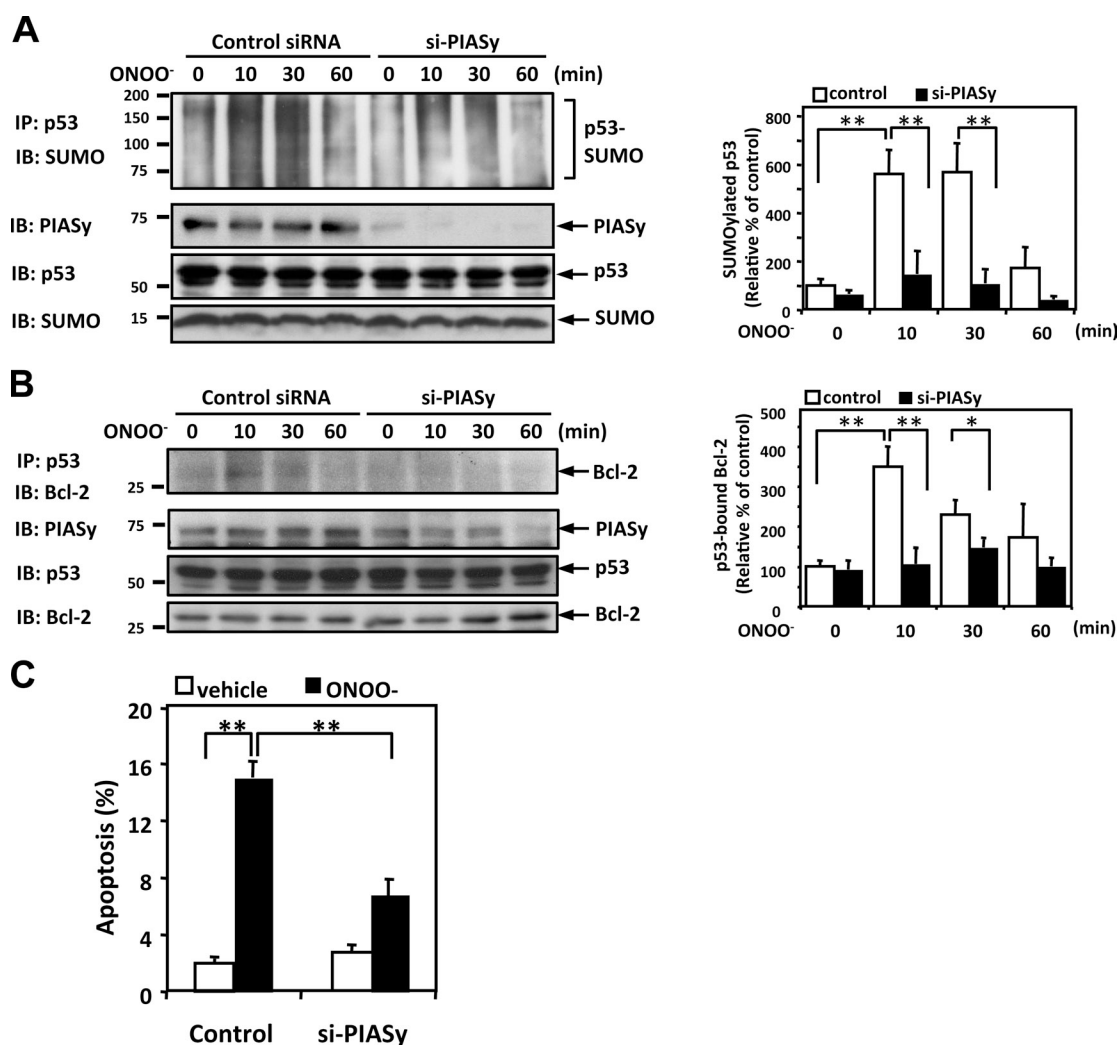 A
Control siRNA si-PIASy
ONOO⁻ 0 10 30 60 0 10 30 60 (min)
200
150
100
75
IP: p53
IB: SUMO
p53-
SUMO
IB: PIASy 75 PIASy
IB: p53 50 p53
IB: SUMO 15 SUMO
control si-PIASy
SUMOylated p53
(Relative % of control)
800
600
400
200
0
** ** **
ONOO⁻ 0 10 30 60 (min)
B
Control siRNA si-PIASy
ONOO⁻ 0 10 30 60 0 10 30 60 (min)
IP: p53
IB: Bcl-2
25
Bcl-2
IB: PIASy 75 PIASy
IB: p53 50 p53
IB: Bcl-2 25 Bcl-2
control si-PIASy
p53-bound Bcl-2
(Relative % of control)
500
400
300
200
100
0
** ** *
ONOO⁻ 0 10 30 60 (min)
C
vehicle ONOO-
Apoptosis (%)
20
16
12
8
4
0
** **
Control si-PIASy